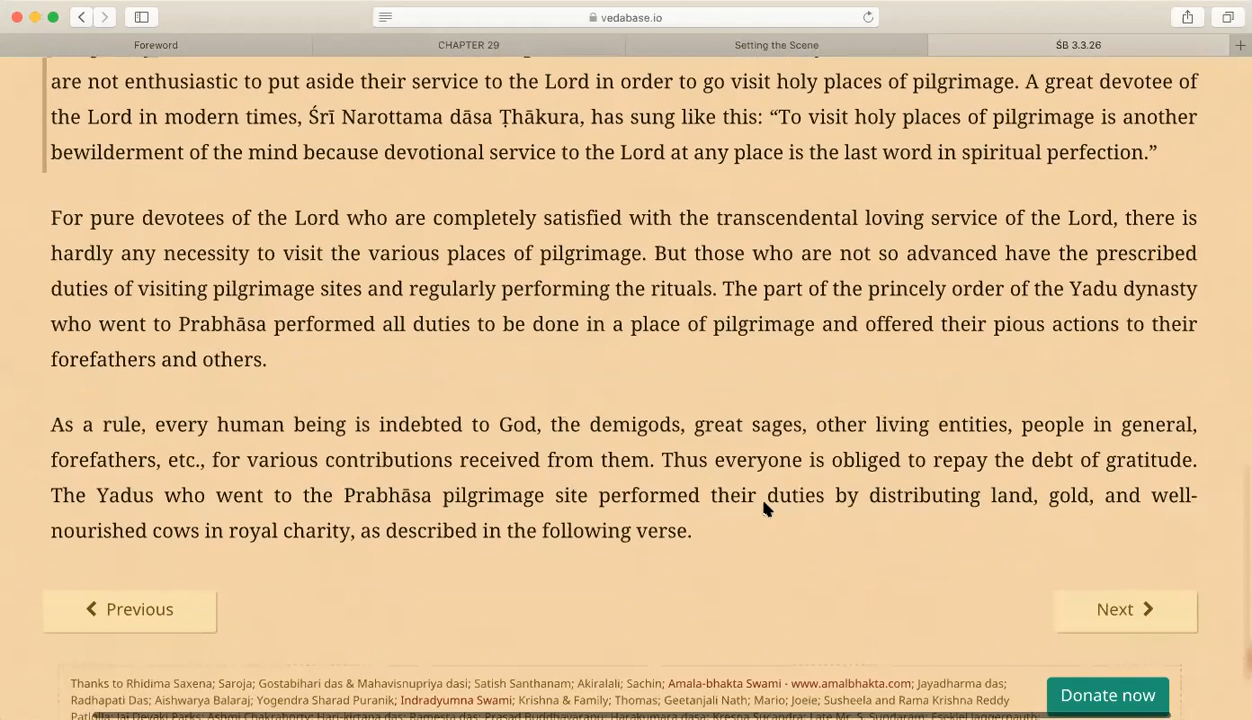 vedabase.io
Foreword
CHAPTER 29
Setting the Scene
ŚB 3.3.26
are not enthusiastic to put aside their service to the Lord in order to go visit holy places of pilgrimage. A great devotee of
the Lord in modern times, Śrī Narottama dāsa Ṭhākura, has sung like this: “To visit holy places of pilgrimage is another
bewilderment of the mind because devotional service to the Lord at any place is the last word in spiritual perfection.”
For pure devotees of the Lord who are completely satisfied with the transcendental loving service of the Lord, there is
hardly any necessity to visit the various places of pilgrimage. But those who are not so advanced have the prescribed
duties of visiting pilgrimage sites and regularly performing the rituals. The part of the princely order of the Yadu dynasty
who went to Prabhāsa performed all duties to be done in a place of pilgrimage and offered their pious actions to their
forefathers and others.
As a rule, every human being is indebted to God, the demigods, great sages, other living entities, people in general,
forefathers, etc., for various contributions received from them. Thus everyone is obliged to repay the debt of gratitude.
The Yadus who went to the Prabhāsa pilgrimage site performed their duties by distributing land, gold, and well-
nourished cows in royal charity, as described in the following verse.
Previous
Next
Thanks to Rhidima Saxena; Saroja; Gostabihari das & Mahavisnupriya dasi; Satish Santhanam; Akiralali; Sachin; Amala-bhakta Swami - www.amalbhakta.com; Jayadharma das;
Radhapati Das; Aishwarya Balaraj; Yogendra Sharad Puranik; Indradyumna Swami; Krishna & Family; Thomas; Geetanjali Nath; Mario; Joeie; Susheela and Rama Krishna Reddy
Donate now